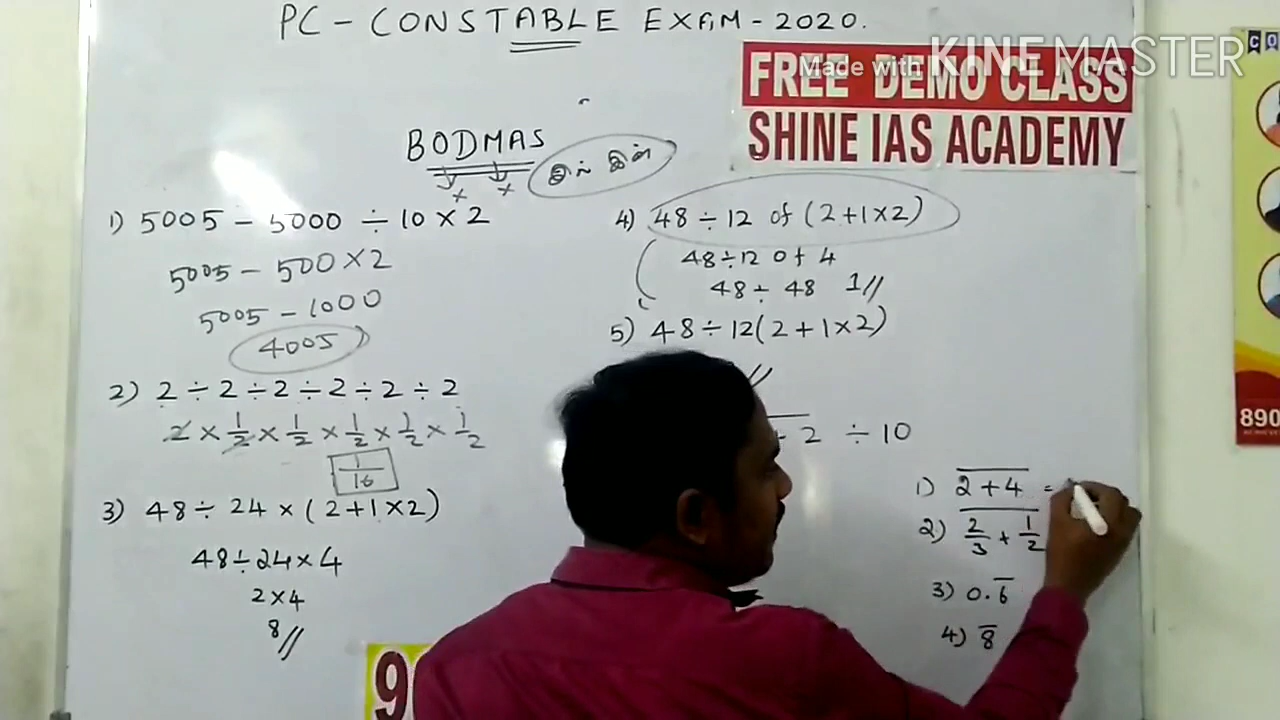 PC - CONSTABLE EXAM - 2020.
Made with KINEMASTER
FREE DEMO CLASS
SHINE IAS ACADEMY
BODMAS
இல் இன்
1) 5005 - 5000 ÷ 10 × 2
5005 - 500 × 2
5005 - 1000
4005
2) 2 ÷ 2 ÷ 2 ÷ 2 ÷ 2 ÷ 2
2 × 1/2 × 1/2 × 1/2 × 1/2 × 1/2
1/16
3) 48 ÷ 24 × (2+1×2)
48÷24×4
2×4
8//
4) 48 ÷ 12 of (2+1×2)
48÷12 of 4
48 ÷ 48 1//
5) 48 ÷ 12(2+1×2)
2 ÷ 10
1) 2+4 =
2) 2/3 + 1/2
3) 0.6̅
4) 8̅
890
9